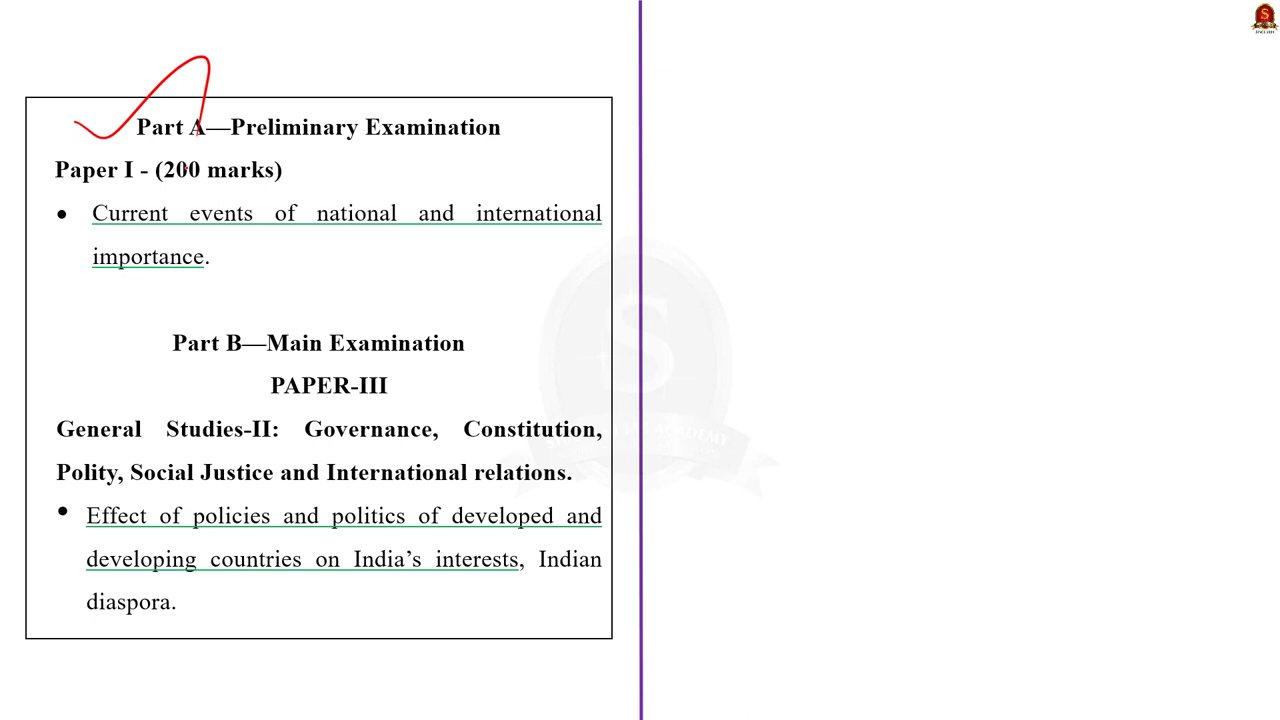 Part A—Preliminary Examination
Paper I - (200 marks)
● Current events of national and international
importance.
Part B—Main Examination
PAPER-III
General Studies-II: Governance, Constitution,
Polity, Social Justice and International relations.
● Effect of policies and politics of developed and
developing countries on India’s interests, Indian
diaspora.
S